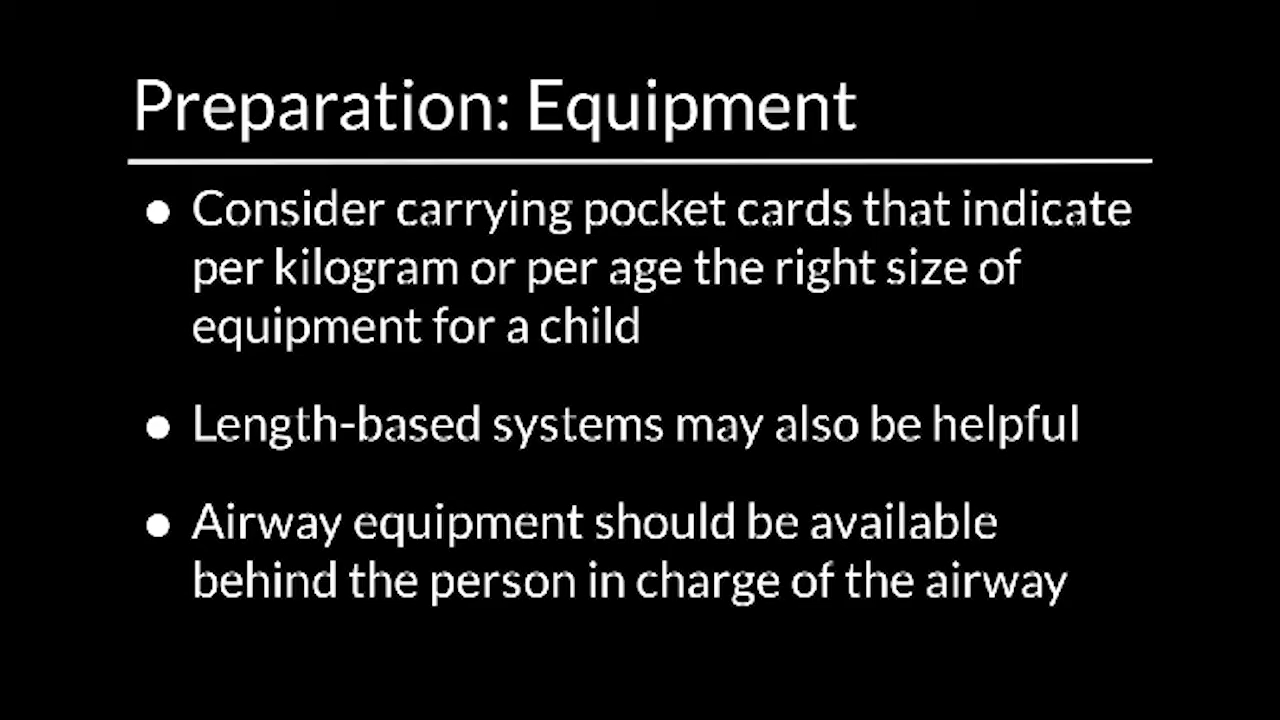 Preparation: Equipment
● Consider carrying pocket cards that indicate
per kilogram or per age the right size of
equipment for a child
● Length-based systems may also be helpful
● Airway equipment should be available
behind the person in charge of the airway